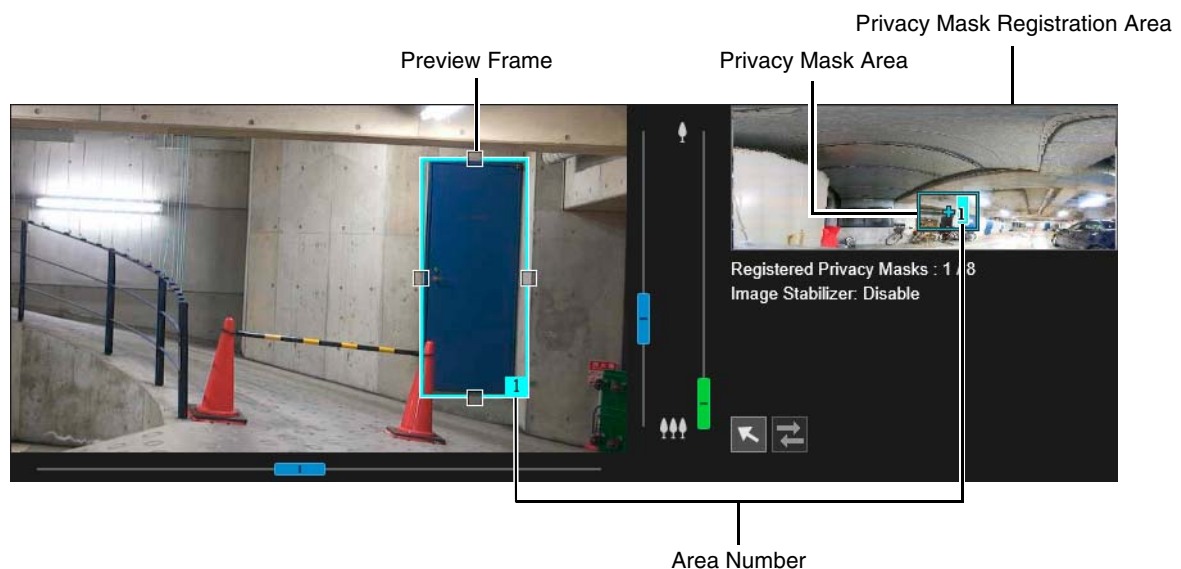 Privacy Mask Registration Area
Preview Frame
Privacy Mask Area
1
1
Registered Privacy Masks : 1 / 8
Image Stabilizer: Disable
Area Number